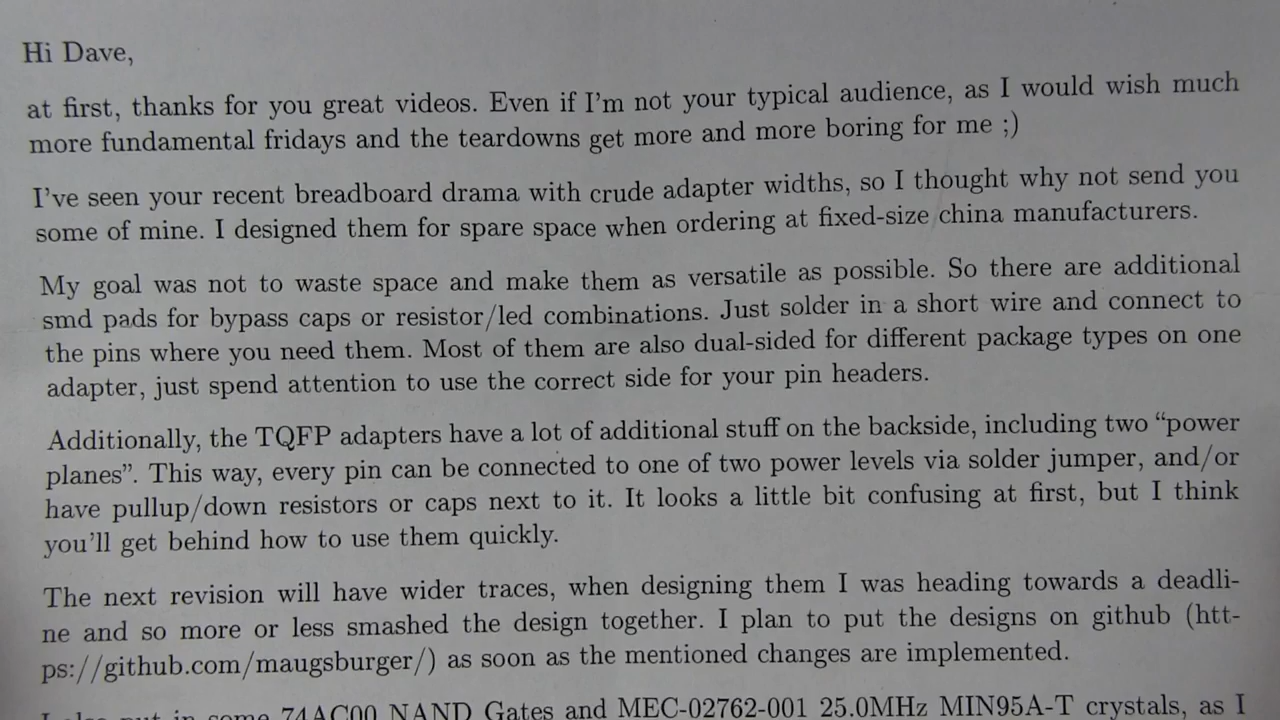 Hi Dave,
at first, thanks for you great videos. Even if I'm not your typical audience, as I would wish much
more fundamental fridays and the teardowns get more and more boring for me ;)
I've seen your recent breadboard drama with crude adapter widths, so I thought why not send you
some of mine. I designed them for spare space when ordering at fixed-size china manufacturers.
My goal was not to waste space and make them as versatile as possible. So there are additional
smd pads for bypass caps or resistor/led combinations. Just solder in a short wire and connect to
the pins where you need them. Most of them are also dual-sided for different package types on one
adapter, just spend attention to use the correct side for your pin headers.
Additionally, the TQFP adapters have a lot of additional stuff on the backside, including two “power
planes”. This way, every pin can be connected to one of two power levels via solder jumper, and/or
have pullup/down resistors or caps next to it. It looks a little bit confusing at first, but I think
you'll get behind how to use them quickly.
The next revision will have wider traces, when designing them I was heading towards a deadli-
ne and so more or less smashed the design together. I plan to put the designs on github (htt-
ps://github.com/maugsburger/) as soon as the mentioned changes are implemented.
I also put in some 74AC00 NAND Gates and MEC-02762-001 25.0MHz MIN95A-T crystals, as I